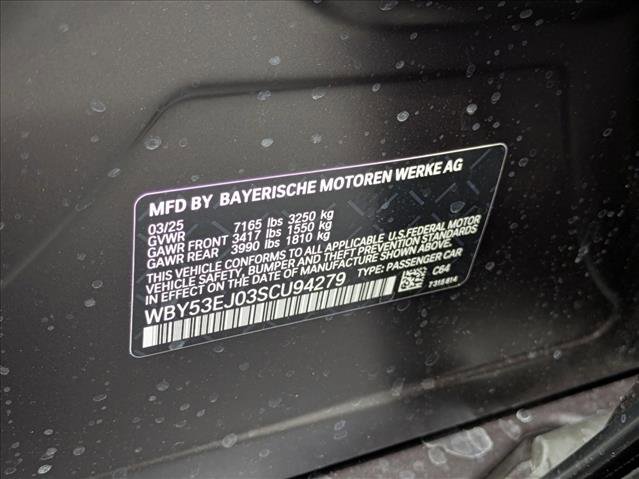 MFD BY BAYERISCHE MOTOREN WERKE AG
03/25
GVWR 7165 lbs 3250 kg
GAWR FRONT 3417 lbs 1550 kg
GAWR REAR 3990 lbs 1810 kg
THIS VEHICLE CONFORMS TO ALL APPLICABLE U.S.FEDERAL MOTOR
VEHICLE SAFETY, BUMPER, AND THEFT PREVENTION STANDARDS
IN EFFECT ON THE DATE OF MANUFACTURE SHOWN ABOVE.
WBY53EJ03SCU94279 TYPE: PASSENGER CAR
C64
7315814